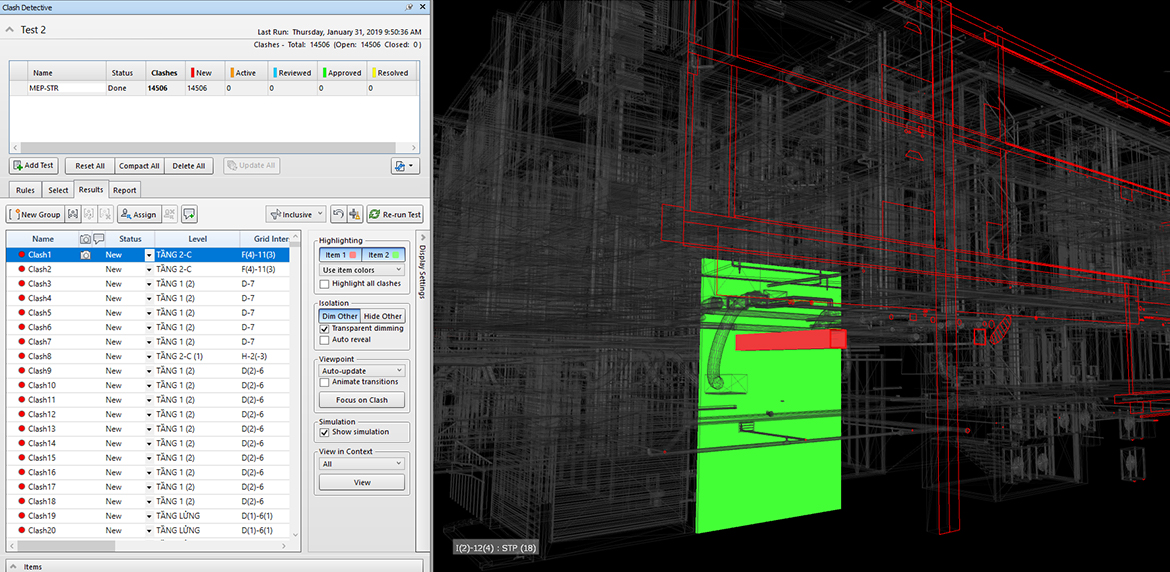 Clash Detective
Test 2
Last Run: Thursday, January 31, 2019 9:50:36 AM
Clashes - Total: 14506 (Open: 14506 Closed: 0)
Name Status Clashes New Active Reviewed Approved Resolved
MEP-STR Done 14506 14506 0 0 0 0
Add Test Reset All Compact All Delete All Update All
Rules Select Results Report
New Group Assign Inclusive Re-run Test
Name Status Level Grid Inter
Clash1 New TẦNG 2-C F(4)-11(3)
Clash2 New TẦNG 2-C F(4)-11(3)
Clash3 New TẦNG 1 (2) D-7
Clash4 New TẦNG 1 (2) D-7
Clash5 New TẦNG 1 (2) D-7
Clash6 New TẦNG 1 (2) D-7
Clash7 New TẦNG 1 (2) D-7
Clash8 New TẦNG 2-C (1) H-2(-3)
Clash9 New TẦNG 1 (2) D(2)-6
Clash10 New TẦNG 1 (2) D(2)-6
Clash11 New TẦNG 1 (2) D(2)-6
Clash12 New TẦNG 1 (2) D(2)-6
Clash13 New TẦNG 1 (2) D(2)-6
Clash14 New TẦNG 1 (2) D(2)-6
Clash15 New TẦNG 1 (2) D(2)-6
Clash16 New TẦNG 1 (2) D(2)-6
Clash17 New TẦNG 1 (2) D(2)-6
Clash18 New TẦNG 1 (2) D(2)-6
Clash19 New TẦNG LỬNG D(1)-6(1)
Clash20 New TẦNG LỬNG D(1)-6(1)
Highlighting
Item 1 Item 2
Use item colors
Highlight all clashes
Isolation
Dim Other Hide Other
Transparent dimming
Auto reveal
Viewpoint
Auto-update
Animate transitions
Focus on Clash
Simulation
Show simulation
View in Context
All
View
Display Settings
Items
I(2)-12(4) : STP (18)